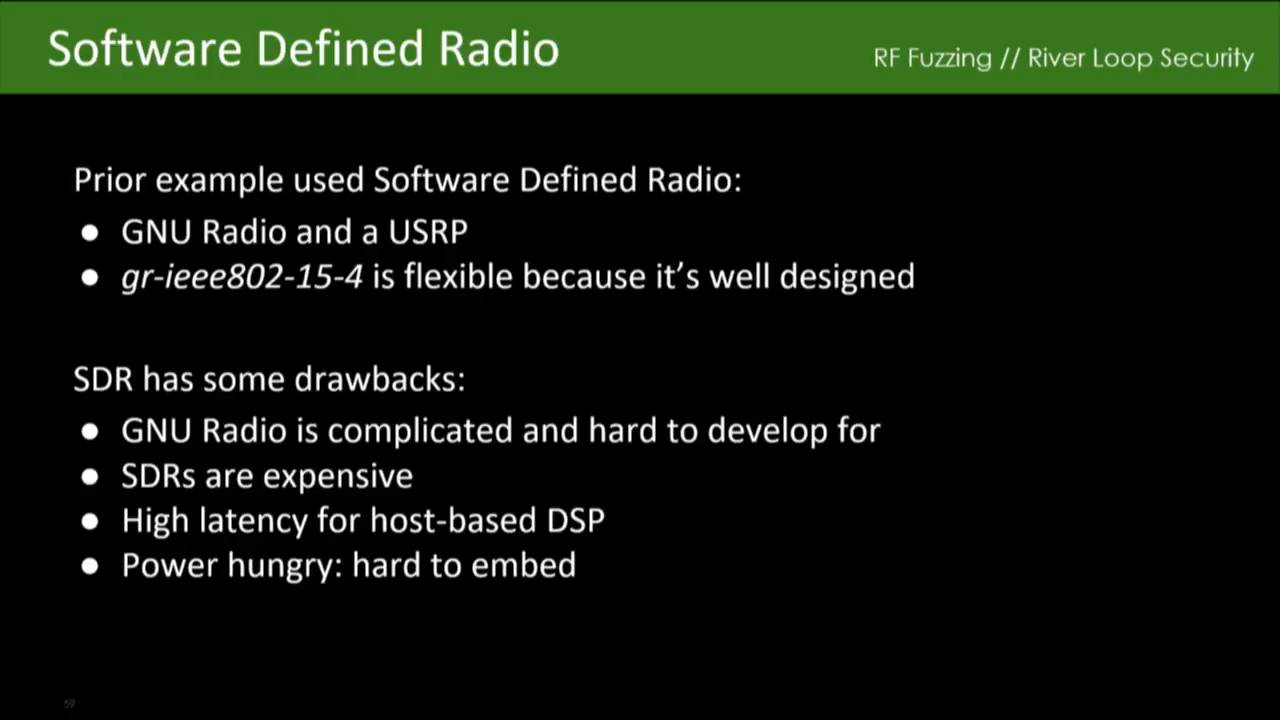 Software Defined Radio
RF Fuzzing // River Loop Security
Prior example used Software Defined Radio:
● GNU Radio and a USRP
● gr-ieee802-15-4 is flexible because it’s well designed
SDR has some drawbacks:
● GNU Radio is complicated and hard to develop for
● SDRs are expensive
● High latency for host-based DSP
● Power hungry: hard to embed
59